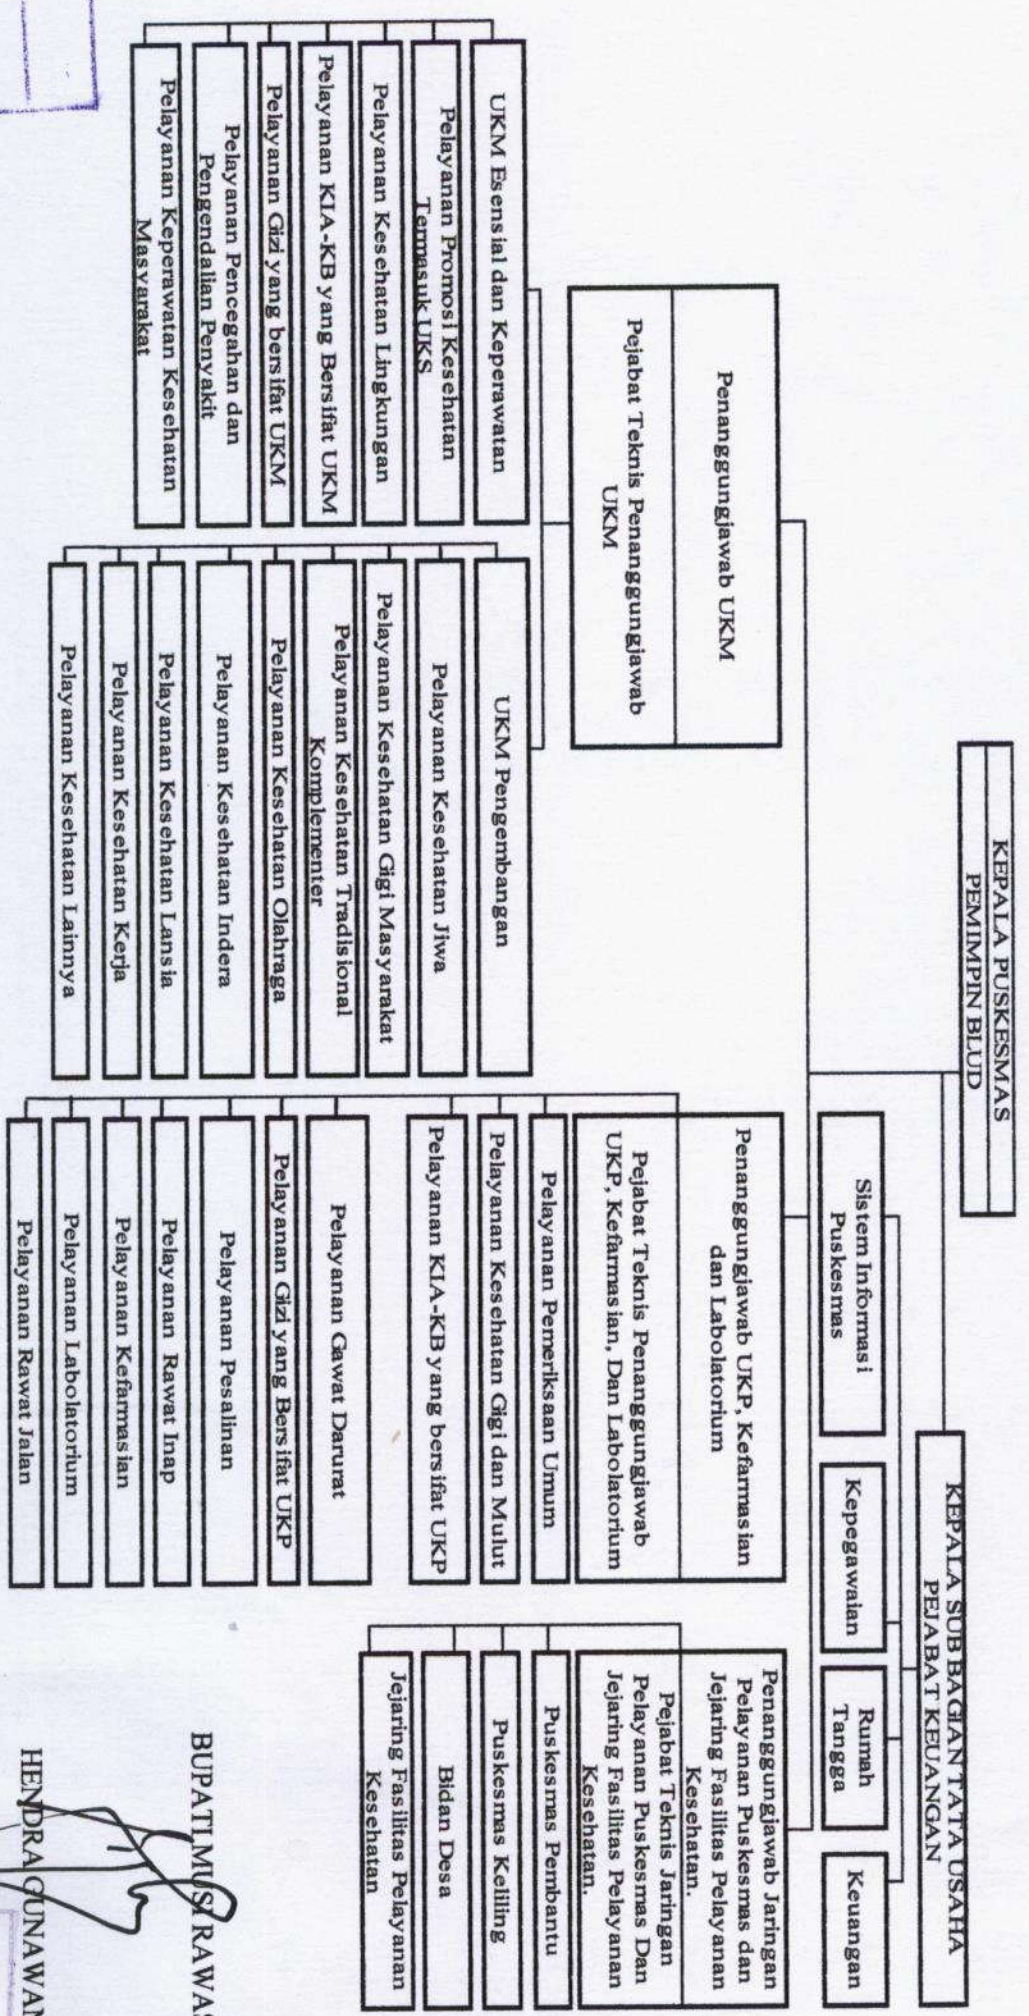 KEPALA PUSKESMAS
PEMIMPIN BLUD
KEPALA SUB BAGIAN TATA USAHA
PEJABAT KEUANGAN
Sistem Informasi
Puskesmas
Kepegawaian
Rumah
Tangga
Keuangan
Penanggungjawab UKM
Pejabat Teknis Penanggungjawab
UKM
UKM Esensial dan Keperawatan
Pelayanan Promosi Kesehatan
Termasuk UKS
Pelayanan Kesehatan Lingkungan
Pelayanan KIA-KB yang Bersifat UKM
Pelayanan Gizi yang bersifat UKM
Pelayanan Pencegahan dan
Pengendalian Penyakit
Pelayanan Keperawatan Kesehatan
Masyarakat
UKM Pengembangan
Pelayanan Kesehatan Jiwa
Pelayanan Kesehatan Gigi Masyarakat
Pelayanan Kesehatan Tradisional
Komplementer
Pelayanan Kesehatan Olahraga
Pelayanan Kesehatan Indera
Pelayanan Kesehatan Lansia
Pelayanan Kesehatan Kerja
Pelayanan Kesehatan Lainnya
Penanggungjawab UKP, Kefarmasian
dan Labolatorium
Pejabat Teknis Penanggungjawab
UKP, Kefarmasian, Dan Labolatorium
Pelayanan Pemeriksaan Umum
Pelayanan Kesehatan Gigi dan Mulut
Pelayanan KIA-KB yang bersifat UKP
Pelayanan Gawat Darurat
Pelayanan Gizi yang Bersifat UKP
Pelayanan Pesalinan
Pelayanan Rawat Inap
Pelayanan Kefarmasian
Pelayanan Labolatorium
Pelayanan Rawat Jalan
Penanggungjawab Jaringan
Pelayanan Puskesmas dan
Jejaring Fasilitas Pelayanan
Kesehatan.
Pejabat Teknis Jaringan
Pelayanan Puskesmas Dan
Jejaring Fasilitas Pelayanan
Kesehatan.
Puskesmas Pembantu
Puskesmas Keliling
Bidan Desa
Jejaring Fasilitas Pelayanan
Kesehatan
BUPATI MUSI RAWAS
HENDRA GUNAWAN